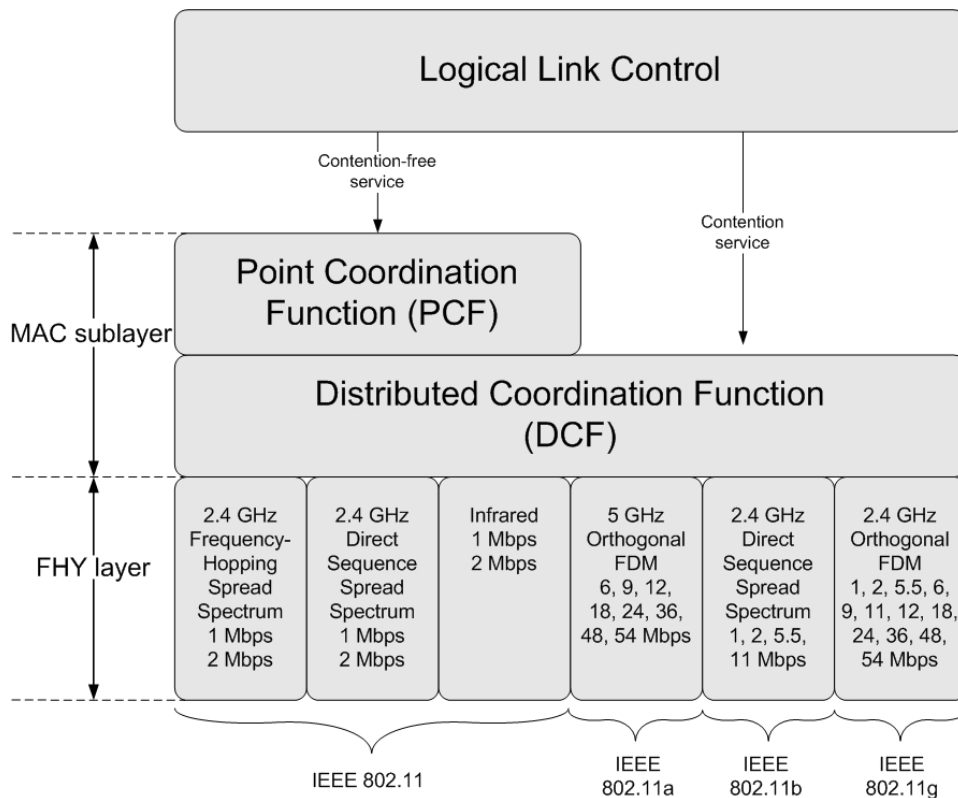 Logical Link Control
Contention-free
service
Contention
service
MAC sublayer
Point Coordination
Function (PCF)
Distributed Coordination Function
(DCF)
FHY layer
2.4 GHz
Frequency-
Hopping
Spread
Spectrum
1 Mbps
2 Mbps
2.4 GHz
Direct
Sequence
Spread
Spectrum
1 Mbps
2 Mbps
Infrared
1 Mbps
2 Mbps
5 GHz
Orthogonal
FDM
6, 9, 12,
18, 24, 36,
48, 54 Mbps
2.4 GHz
Direct
Sequence
Spread
Spectrum
1, 2, 5.5,
11 Mbps
2.4 GHz
Orthogonal
FDM
1, 2, 5.5, 6,
9, 11, 12, 18,
24, 36, 48,
54 Mbps
IEEE 802.11
IEEE
802.11a
IEEE
802.11b
IEEE
802.11g